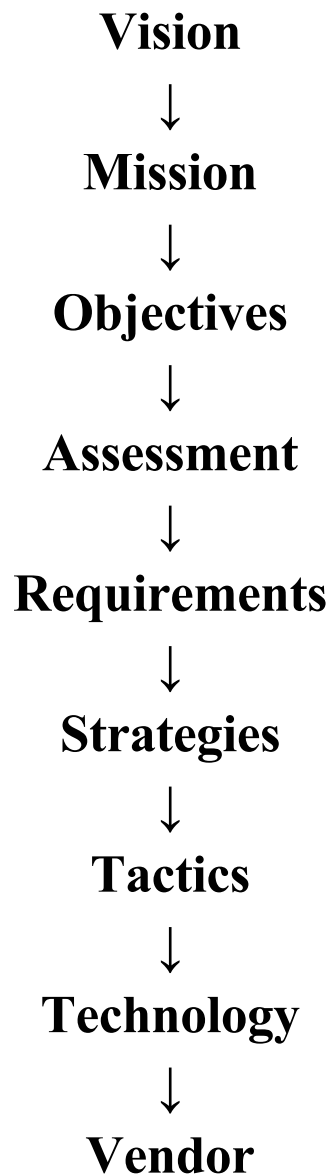 Vision
↓
Mission
↓
Objectives
↓
Assessment
↓
Requirements
↓
Strategies
↓
Tactics
↓
Technology
↓
Vendor